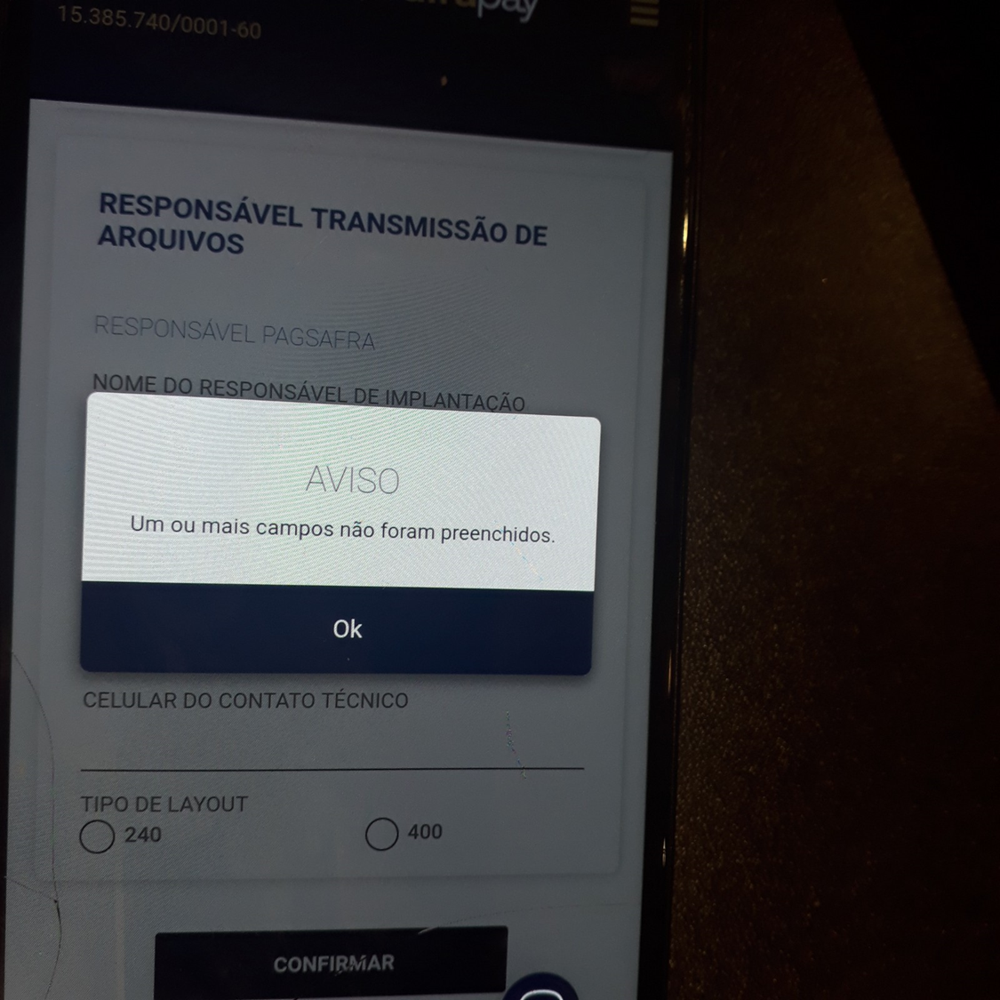 15.385.740/0001-60
pay
RESPONSÁVEL TRANSMISSÃO DE
ARQUIVOS
RESPONSÁVEL PAGSAFRA
NOME DO RESPONSÁVEL DE IMPLANTAÇÃO
AVISO
Um ou mais campos não foram preenchidos.
Ok
CELULAR DO CONTATO TÉCNICO
TIPO DE LAYOUT
240
400
CONFIRMAR